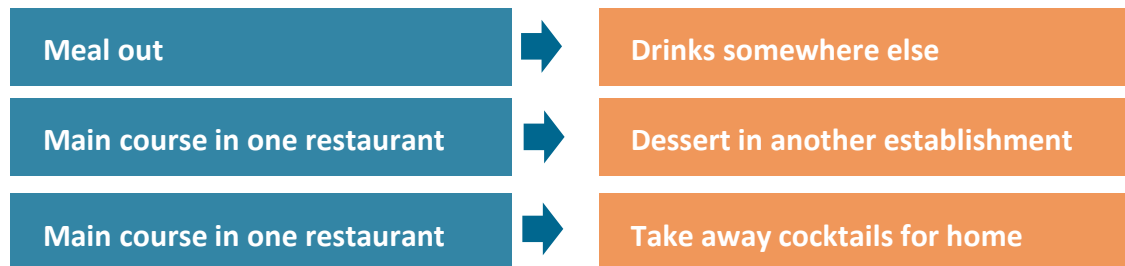 Meal out
Drinks somewhere else
Main course in one restaurant
Dessert in another establishment
Main course in one restaurant
Take away cocktails for home